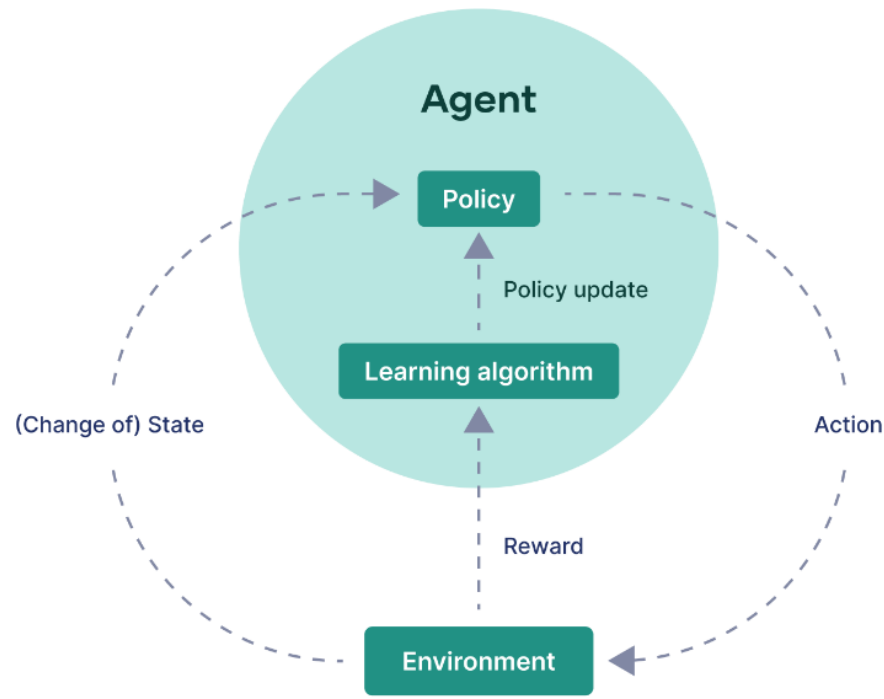 Agent
Policy
Policy update
Learning algorithm
(Change of) State
Action
Reward
Environment